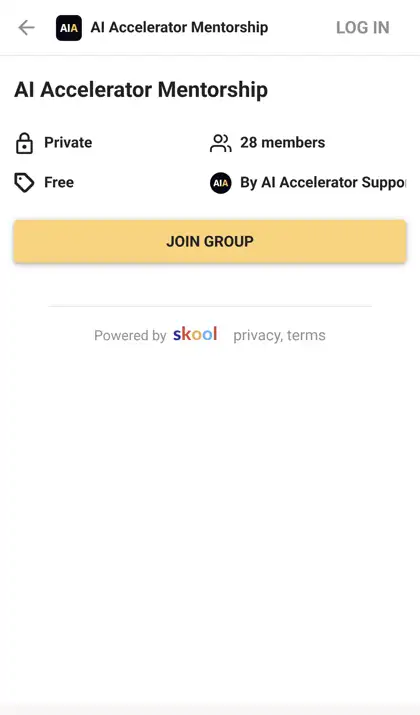 AIA AI Accelerator Mentorship LOG IN
AI Accelerator Mentorship
Private 28 members
Free AIA By AI Accelerator Suppo
JOIN GROUP
Powered by skool privacy, terms